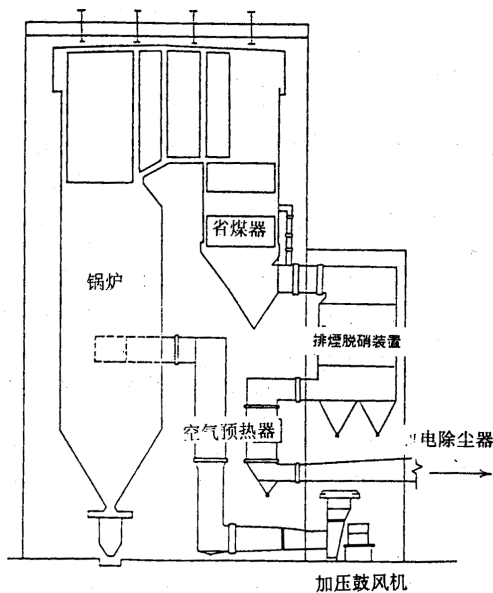 省煤器
锅炉
排煙脱硝装置
空气预热器
电除尘器
加压鼓风机